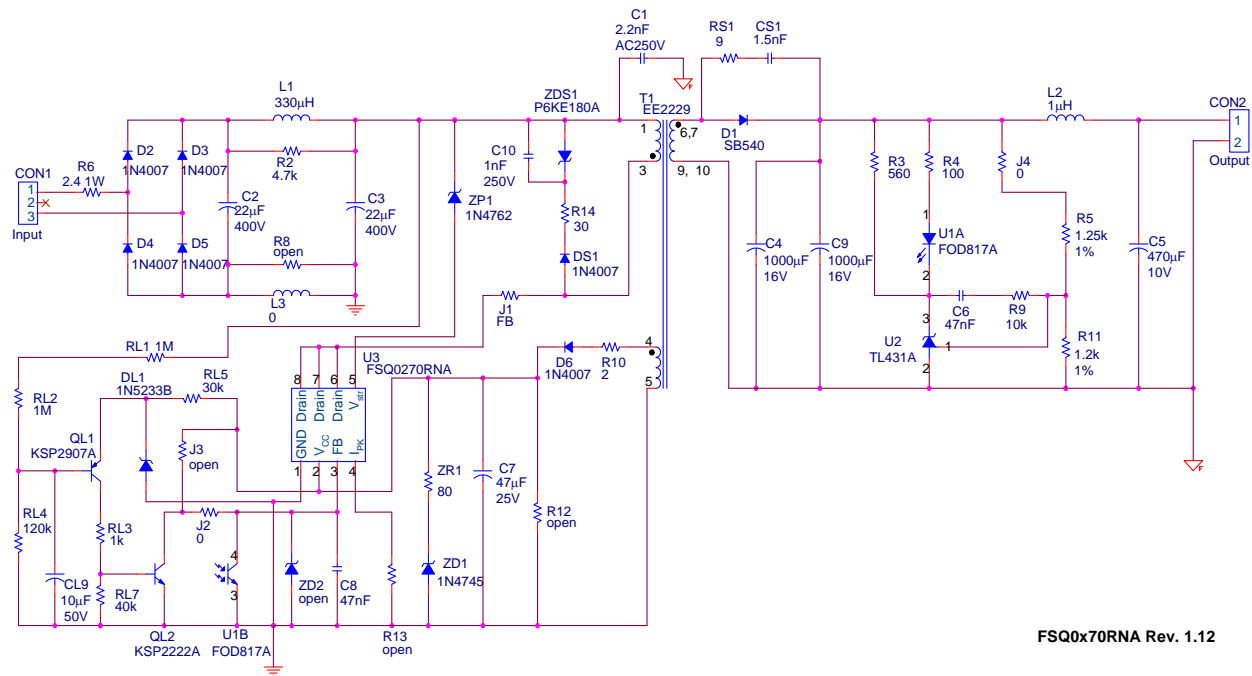 C1
2.2nF
AC250V
RS1
9
CS1
1.5nF
L1
330µH
ZDS1
P6KE180A
T1
EE2229
1
3
6,7
9, 10
D1
SB540
L2
1µH
CON2
1
2
Output
CON1
1
2
3
Input
R6
2.4 1W
D2
1N4007
D3
1N4007
D4
1N4007
D5
1N4007
R2
4.7k
C2
22µF
400V
C3
22µF
400V
R8
open
L3
0
C10
1nF
250V
ZP1
1N4762
R14
30
DS1
1N4007
J1
FB
C4
1000µF
16V
C9
1000µF
16V
R3
560
R4
100
J4
0
1
U1A
FOD817A
2
R5
1.25k
1%
C5
470µF
10V
C6
47nF
R9
10k
3
U2
TL431A
1
2
R11
1.2k
1%
RL1 1M
RL2
1M
DL1
1N5233B
RL5
30k
U3
FSQ0270RNA
8
7
6
5
Drain
Drain
Drain
Vstr
GND
VCC
FB
IPK
1
2
3
4
D6
1N4007
R10
2
4
5
QL1
KSP2907A
J3
open
RL4
120k
RL3
1k
J2
0
CL9
10µF
50V
RL7
40k
QL2
KSP2222A
4
3
U1B
FOD817A
ZD2
open
C8
47nF
R13
open
ZR1
80
ZD1
1N4745
C7
47µF
25V
R12
open
F
F
FSQ0x70RNA Rev. 1.12